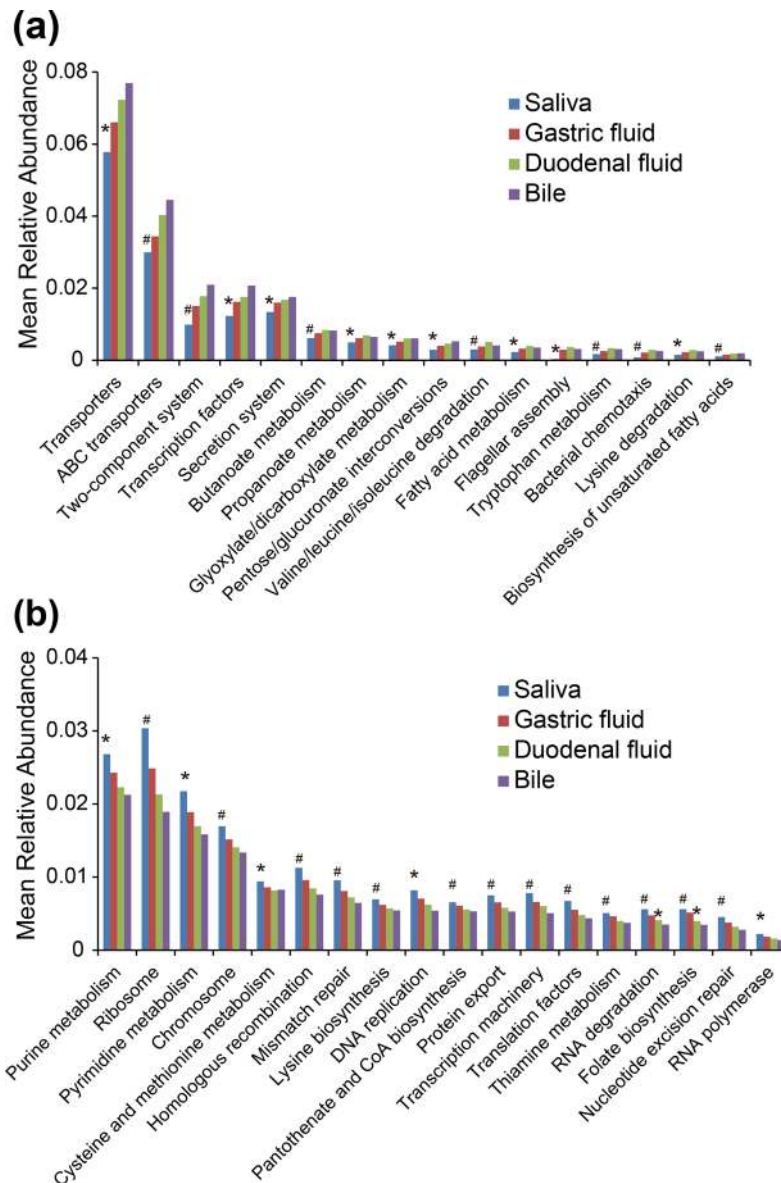 (a)
Mean Relative Abundance
0.08
0.06
0.04
0.02
0
Saliva
Gastric fluid
Duodenal fluid
Bile
*
#
#
*
*
#
*
*
*
#
*
*
#
#
*
#
Transporters
ABC transporters
Two-component system
Transcription factors
Secretion system
Butanoate metabolism
Propanoate metabolism
Glyoxylate/dicarboxylate metabolism
Pentose/glucuronate interconversions
Valine/leucine/isoleucine degradation
Fatty acid metabolism
Flagellar assembly
Tryptophan metabolism
Bacterial chemotaxis
Lysine degradation
Biosynthesis of unsaturated fatty acids
(b)
Mean Relative Abundance
0.04
0.03
0.02
0.01
0
Saliva
Gastric fluid
Duodenal fluid
Bile
*
#
*
#
*
#
#
#
*
#
#
#
#
#
#
*
#
*
#
*
Purine metabolism
Ribosome
Pyrimidine metabolism
Chromosome
Cysteine and methionine metabolism
Homologous recombination
Mismatch repair
Lysine biosynthesis
DNA replication
Pantothenate and CoA biosynthesis
Protein export
Transcription machinery
Translation factors
Thiamine metabolism
RNA degradation
Folate biosynthesis
Nucleotide excision repair
RNA polymerase